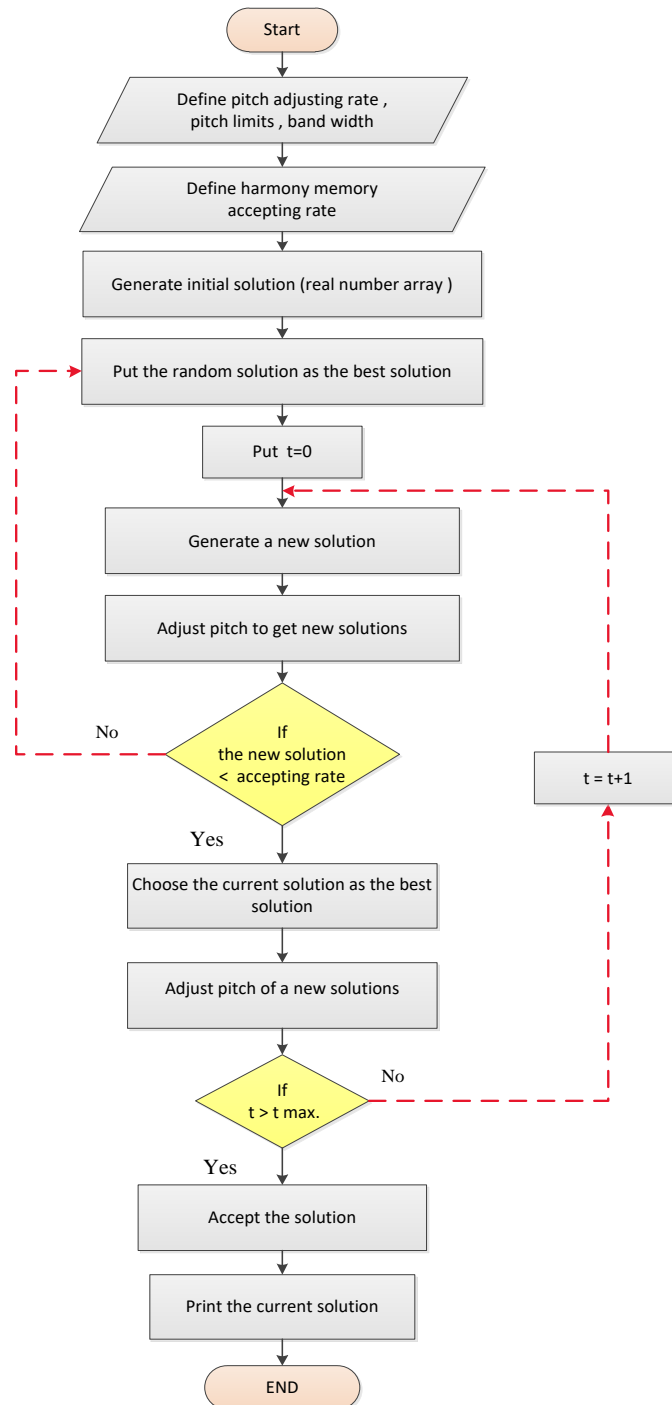 Start
Define pitch adjusting rate ,
pitch limits , band width
Define harmony memory
accepting rate
Generate initial solution (real number array )
Put the random solution as the best solution
Put  t=0
Generate a new solution
Adjust pitch to get new solutions
No
If
the new solution
<  accepting rate
t = t+1
Yes
Choose the current solution as the best
solution
Adjust pitch of a new solutions
No
If
t > t max.
Yes
Accept the solution
Print the current solution
END